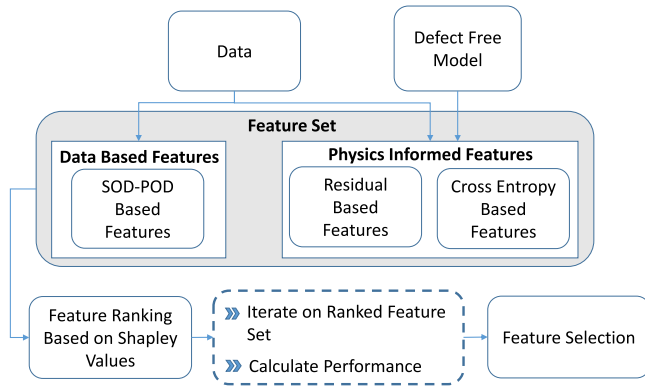 Data
Defect Free
Model
Feature Set
Data Based Features
SOD-POD
Based
Features
Physics Informed Features
Residual
Based
Features
Cross Entropy
Based
Features
Feature Ranking
Based on Shapley
Values
Iterate on Ranked Feature
Set
Calculate Performance
Feature Selection